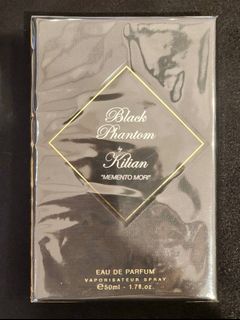 Black
Phantom
by
Kilian
"MEMENTO MORI"
EAU DE PARFUM
VAPORISATEUR SPRAY
℮50ml - 1.7fl.oz.